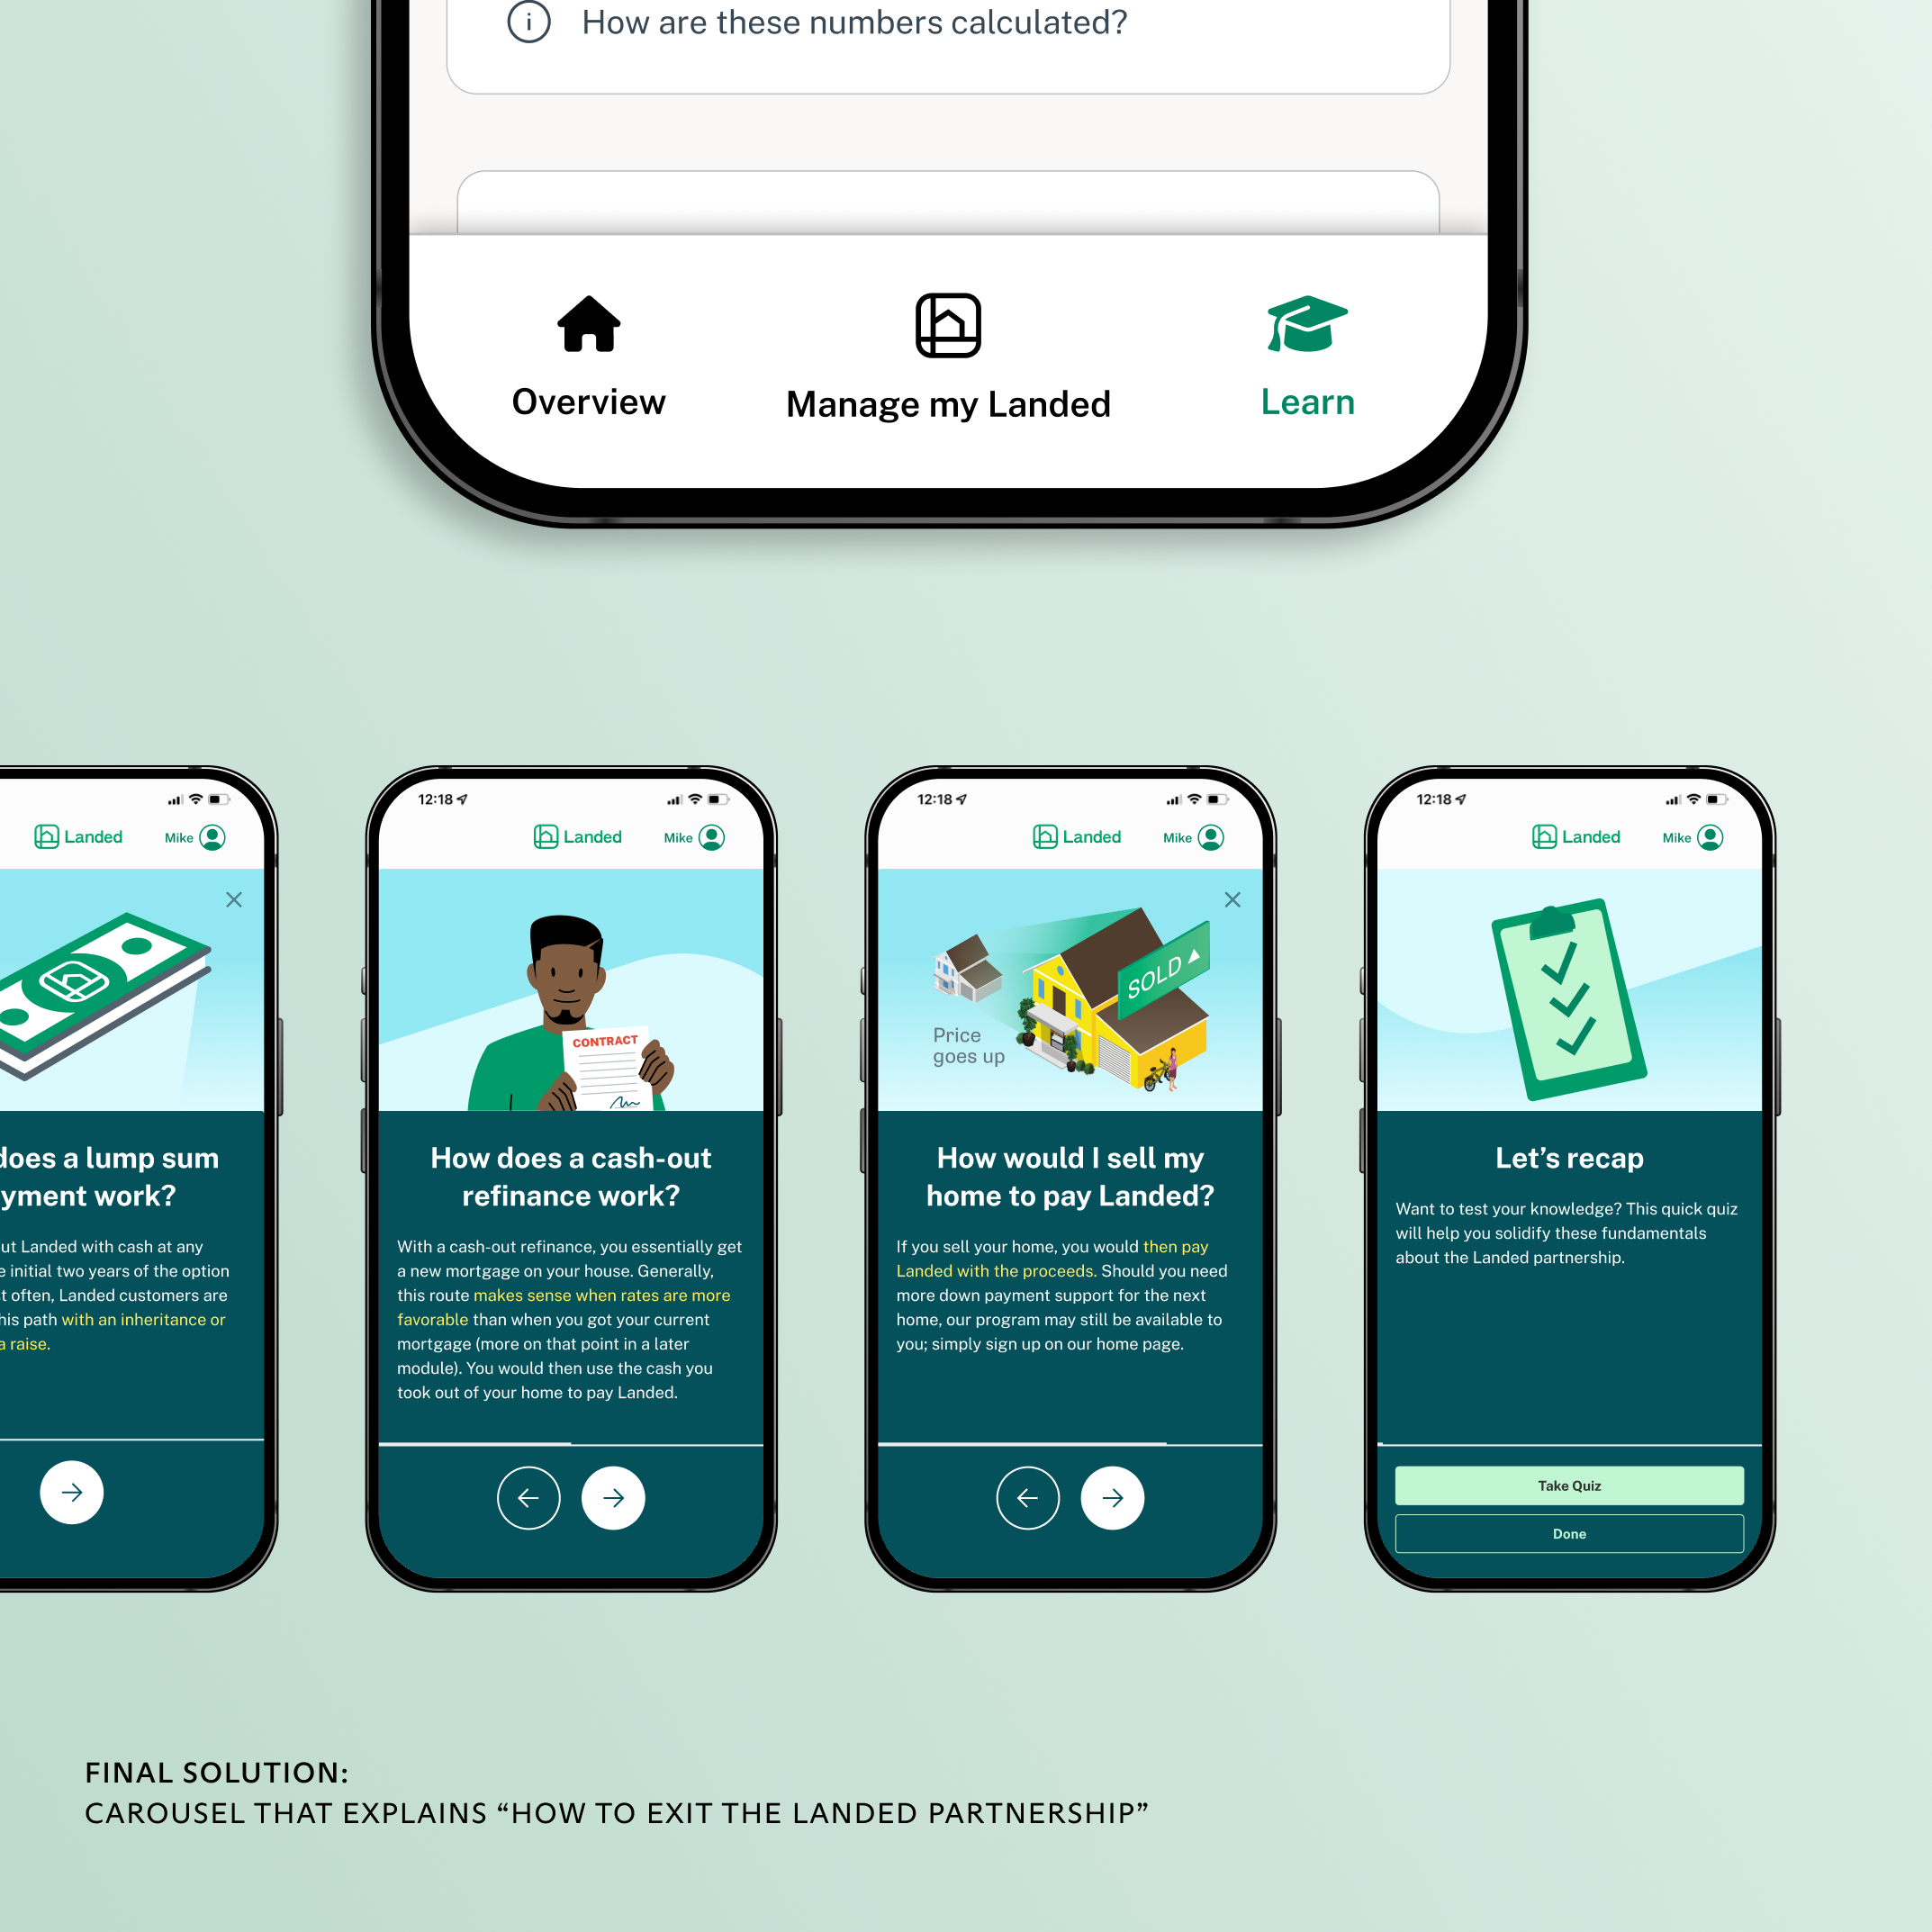 How are these numbers calculated?
Overview
Manage my Landed
Learn
Landed
Mike
does a lump sum
yment work?
ut Landed with cash at any
e initial two years of the option
t often, Landed customers are
his path with an inheritance or
a raise.
12:18
Landed
Mike
CONTRACT
How does a cash-out
refinance work?
With a cash-out refinance, you essentially get
a new mortgage on your house. Generally,
this route makes sense when rates are more
favorable than when you got your current
mortgage (more on that point in a later
module). You would then use the cash you
took out of your home to pay Landed.
12:18
Landed
Mike
SOLD
Price
goes up
How would I sell my
home to pay Landed?
If you sell your home, you would then pay
Landed with the proceeds. Should you need
more down payment support for the next
home, our program may still be available to
you; simply sign up on our home page.
12:18
Landed
Mike
Let’s recap
Want to test your knowledge? This quick quiz
will help you solidify these fundamentals
about the Landed partnership.
Take Quiz
Done
FINAL SOLUTION:
CAROUSEL THAT EXPLAINS “HOW TO EXIT THE LANDED PARTNERSHIP”